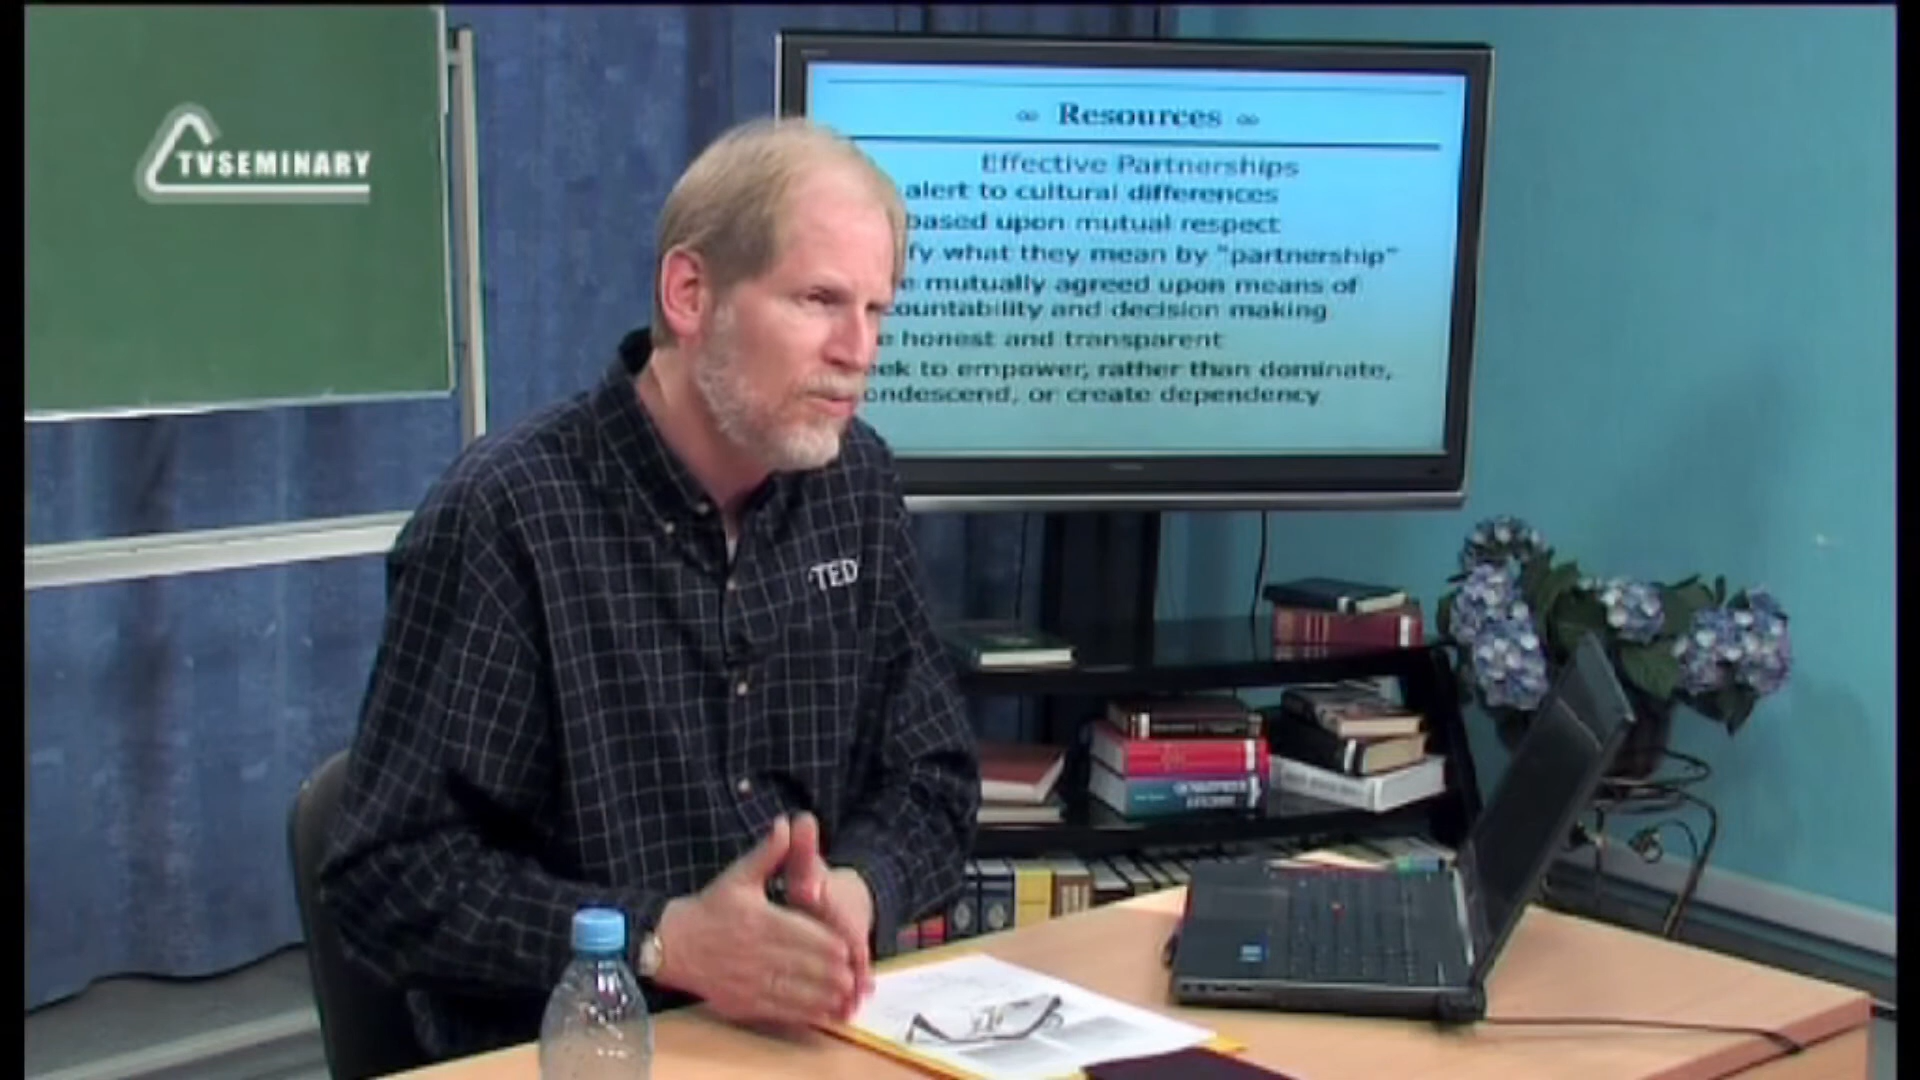 TVSEMINARY
∞ Resources ∞
Effective Partnerships
alert to cultural differences
based upon mutual respect
fy what they mean by "partnership"
e mutually agreed upon means of
countability and decision making
e honest and transparent
ek to empower, rather than dominate,
ondescend, or create dependency
TED